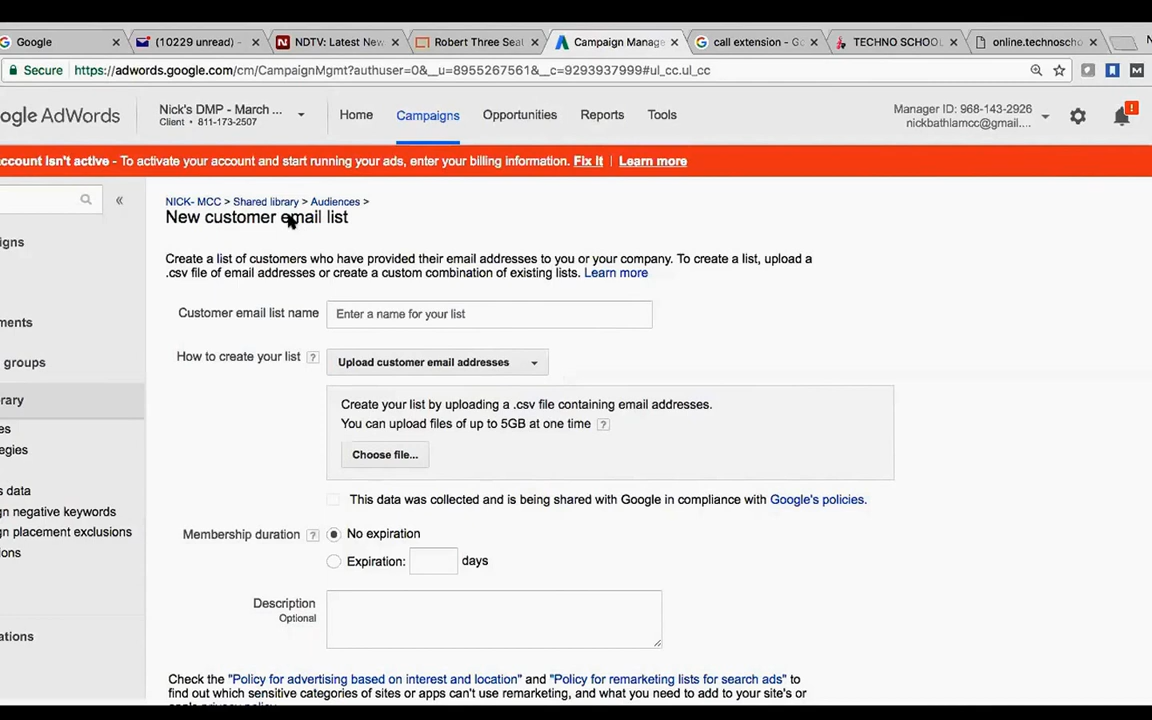 Google
(10229 unread) -
NDTV: Latest New
Robert Three Seat
Campaign Manage
call extension - Go
TECHNO SCHOOL
online.technoscho
Secure https://adwords.google.com/cm/CampaignMgmt?authuser=0&__u=8955267561&__c=9293937999#ul_cc.ul_cc
gle AdWords
Nick's DMP - March ...
Client • 811-173-2507
Home
Campaigns
Opportunities
Reports
Tools
Manager ID: 968-143-2926
nickbathlamcc@gmail....
ccount isn't active - To activate your account and start running your ads, enter your billing information. Fix it | Learn more
«
NICK- MCC > Shared library > Audiences >
New customer email list
igns
Create a list of customers who have provided their email addresses to you or your company. To create a list, upload a
.csv file of email addresses or create a custom combination of existing lists. Learn more
Customer email list name
Enter a name for your list
ments
How to create your list ?
Upload customer email addresses
groups
rary
Create your list by uploading a .csv file containing email addresses.
You can upload files of up to 5GB at one time ?
es
egies
Choose file...
s data
This data was collected and is being shared with Google in compliance with Google's policies.
gn negative keywords
gn placement exclusions
Membership duration ?
No expiration
ions
Expiration:
days
Description
Optional
ations
Check the "Policy for advertising based on interest and location" and "Policy for remarketing lists for search ads" to
find out which sensitive categories of sites or apps can't use remarketing, and what you need to add to your site's or
app's privacy policy.